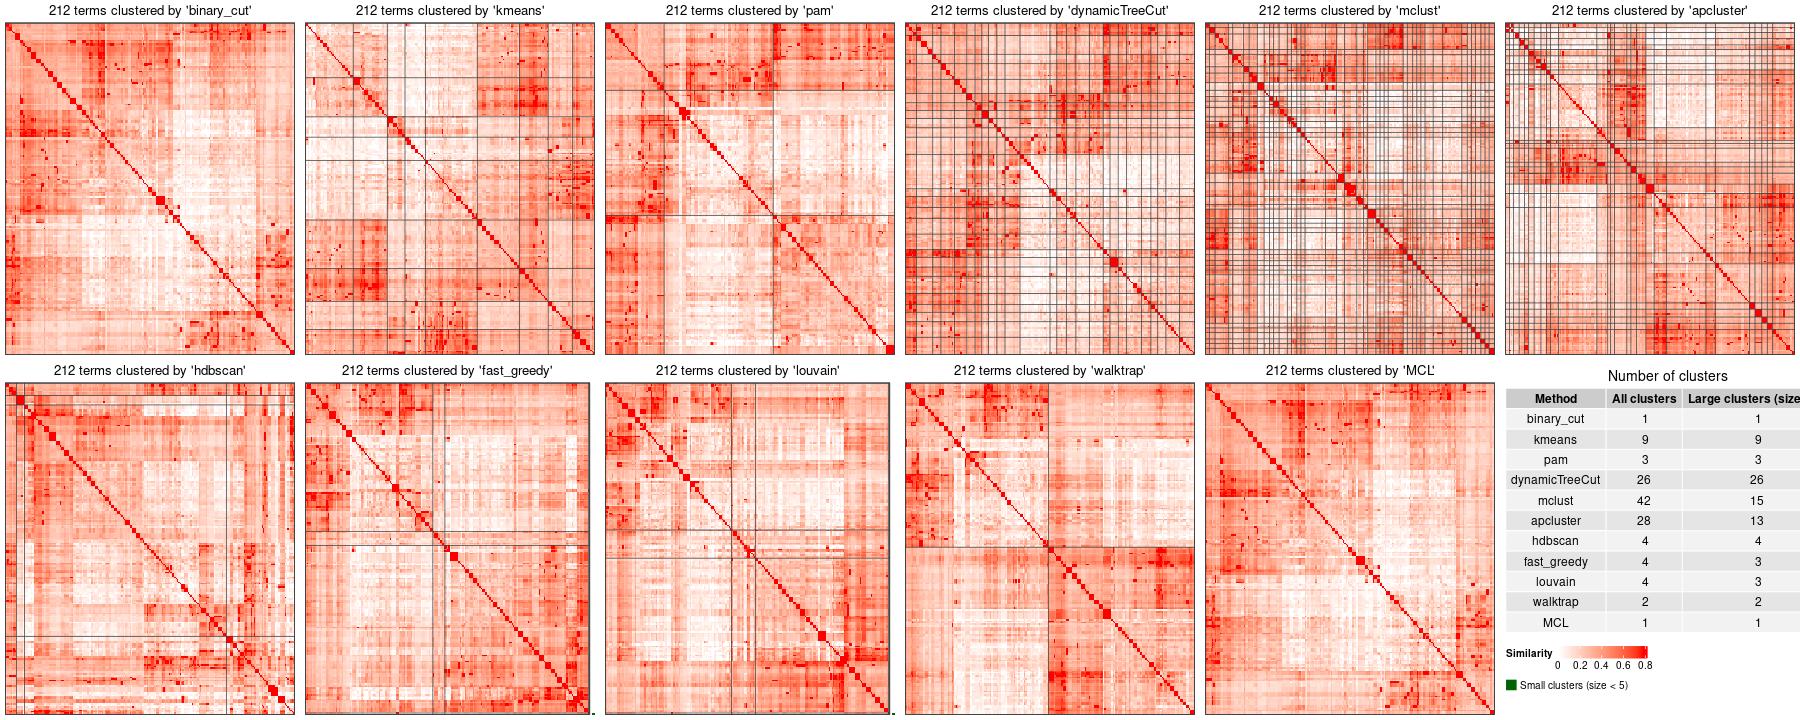 212 terms clustered by 'binary_cut'
212 terms clustered by 'kmeans'
212 terms clustered by 'pam'
212 terms clustered by 'dynamicTreeCut'
212 terms clustered by 'mclust'
212 terms clustered by 'apcluster'
212 terms clustered by 'hdbscan'
212 terms clustered by 'fast_greedy'
212 terms clustered by 'louvain'
212 terms clustered by 'walktrap'
212 terms clustered by 'MCL'
Number of clusters
Method All clusters Large clusters (size
binary_cut 1 1
kmeans 9 9
pam 3 3
dynamicTreeCut 26 26
mclust 42 15
apcluster 28 13
hdbscan 4 4
fast_greedy 4 3
louvain 4 3
walktrap 2 2
MCL 1 1
Similarity
0 0.2 0.4 0.6 0.8
Small clusters (size < 5)